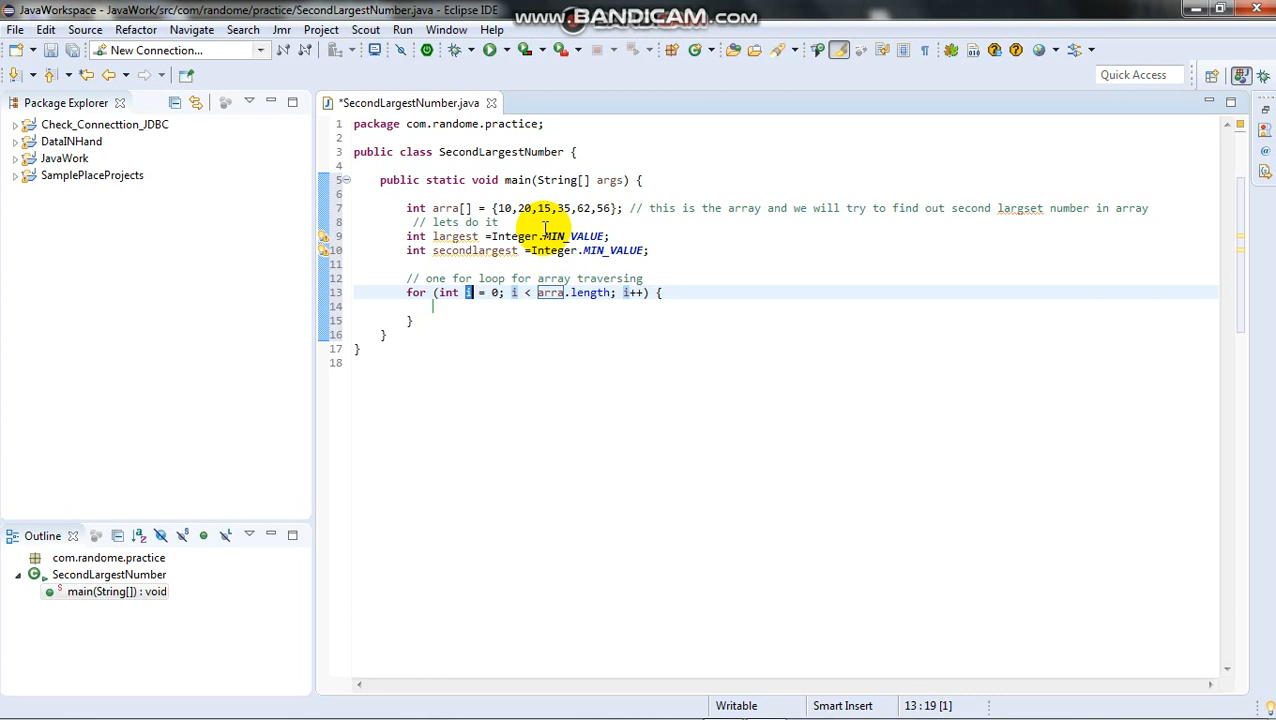 JavaWorkspace - JavaWork/src/com/randome/practice/SecondLargestNumber.java - Eclipse IDE
www.BANDICAM.com
File Edit Source Refactor Navigate Search Jmr Project Scout Run Window Help
New Connection...
Quick Access
Package Explorer
Check_Connecttion_JDBC
DataINHand
JavaWork
SamplePlaceProjects
*SecondLargestNumber.java
1 package com.randome.practice;
2
3 public class SecondLargestNumber {
4
5 public static void main(String[] args) {
6
7 int arra[] = {10,20,15,35,62,56}; // this is the array and we will try to find out second largset number in array
8 // lets do it
9 int largest =Integer.MIN_VALUE;
10 int secondlargest =Integer.MIN_VALUE;
11
12 // one for loop for array traversing
13 for (int i = 0; i < arra.length; i++) {
14
15 }
16 }
17 }
18
Outline
com.randome.practice
SecondLargestNumber
main(String[]) : void
Writable Smart Insert 13 : 19 [1]